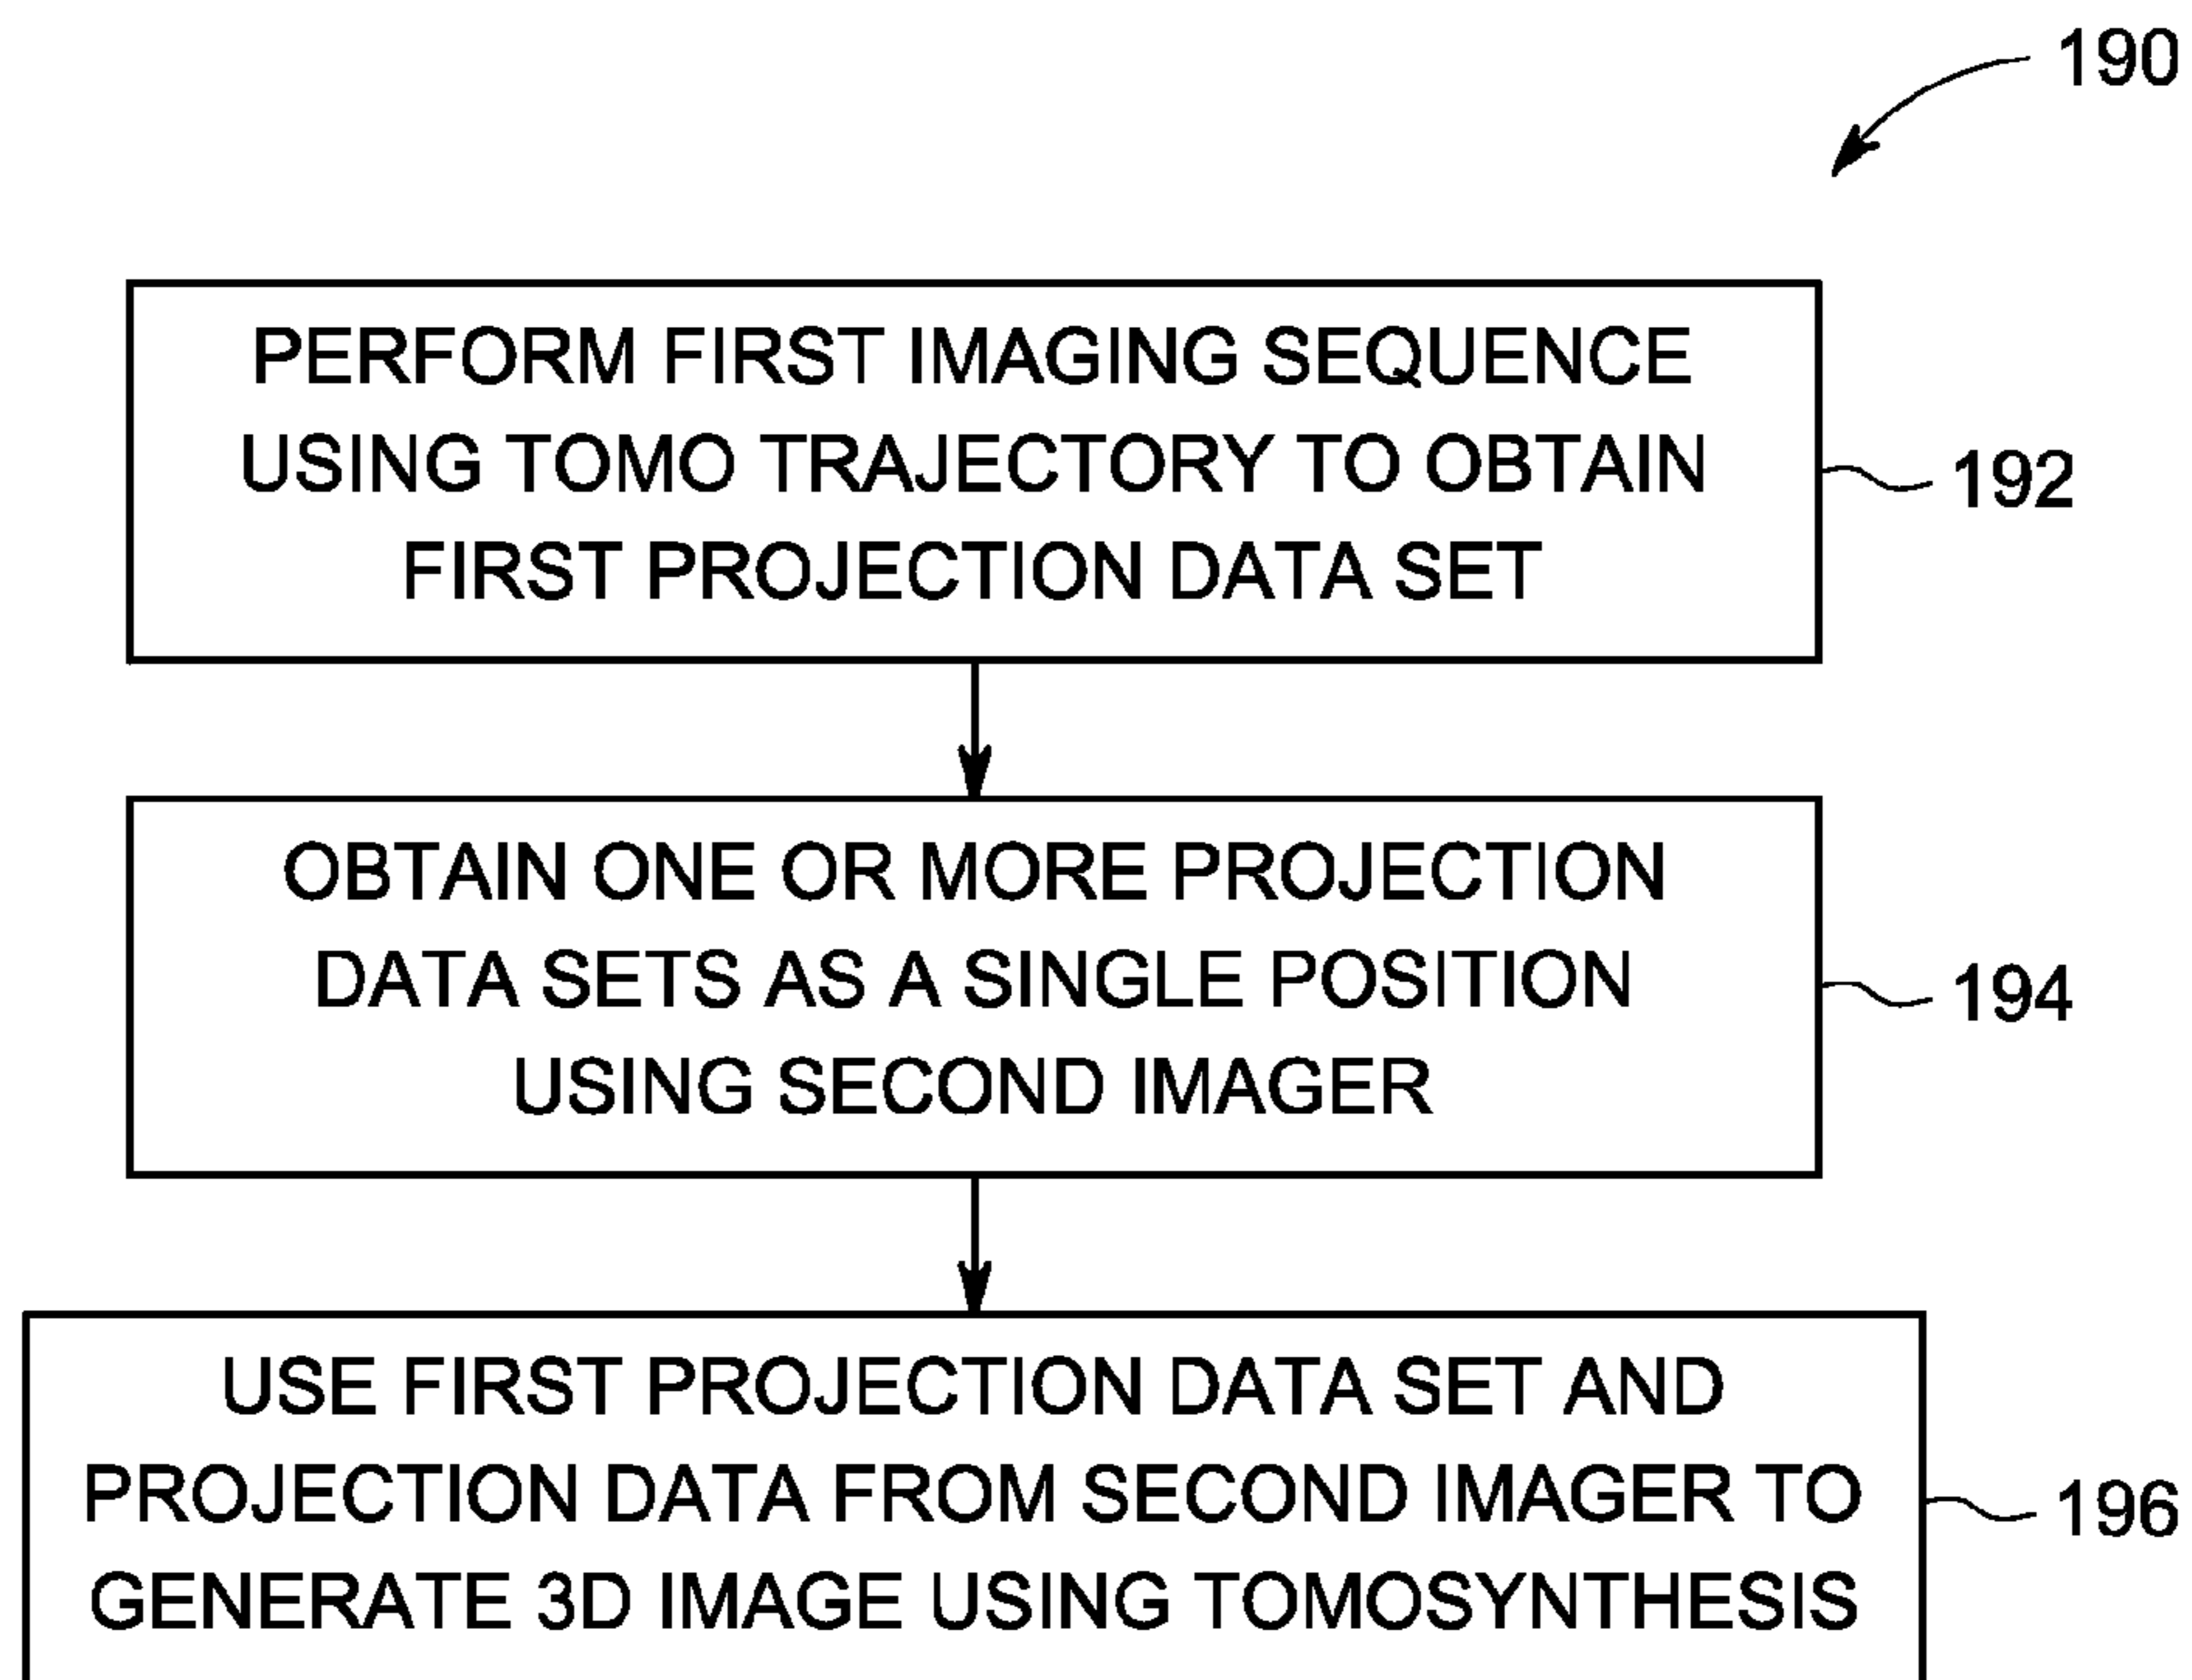 190
PERFORM FIRST IMAGING SEQUENCE
USING TOMO TRAJECTORY TO OBTAIN
FIRST PROJECTION DATA SET
192
OBTAIN ONE OR MORE PROJECTION
DATA SETS AS A SINGLE POSITION
USING SECOND IMAGER
194
USE FIRST PROJECTION DATA SET AND
PROJECTION DATA FROM SECOND IMAGER TO
GENERATE 3D IMAGE USING TOMOSYNTHESIS
196